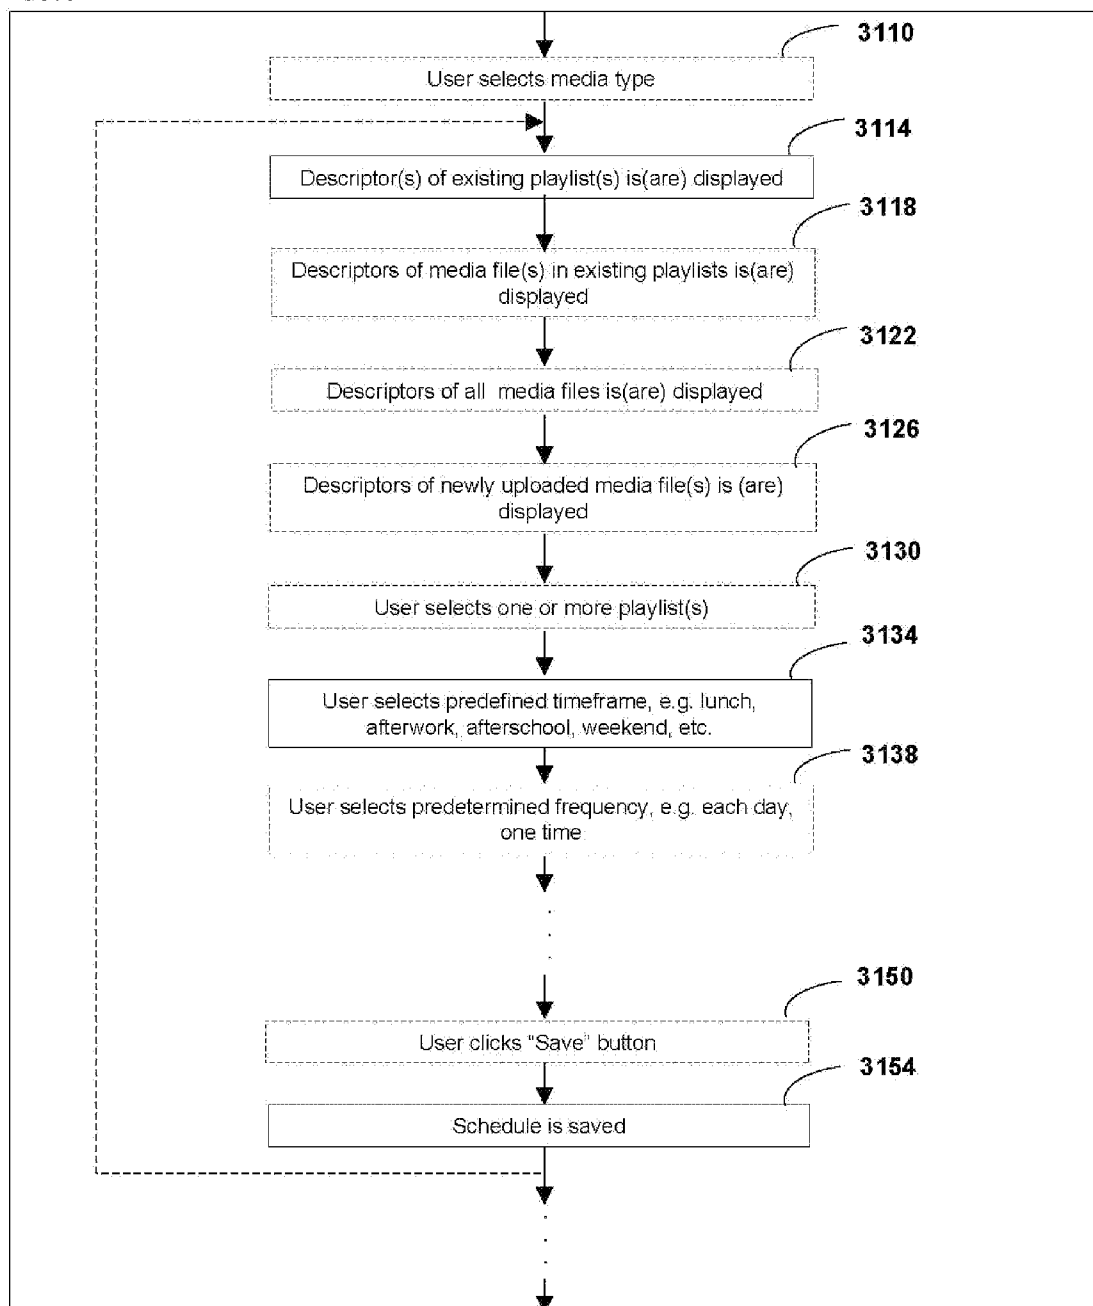 3110
User selects media type
3114
Descriptor(s) of existing playlist(s) is(are) displayed
3118
Descriptors of media file(s) in existing playlists is(are)
displayed
3122
Descriptors of all media files is(are) displayed
3126
Descriptors of newly uploaded media file(s) is (are)
displayed
3130
User selects one or more playlist(s)
3134
User selects predefined timeframe, e.g. lunch,
afterwork, afterschool, weekend, etc.
3138
User selects predetermined frequency, e.g. each day,
one time
3150
User clicks “Save” button
3154
Schedule is saved